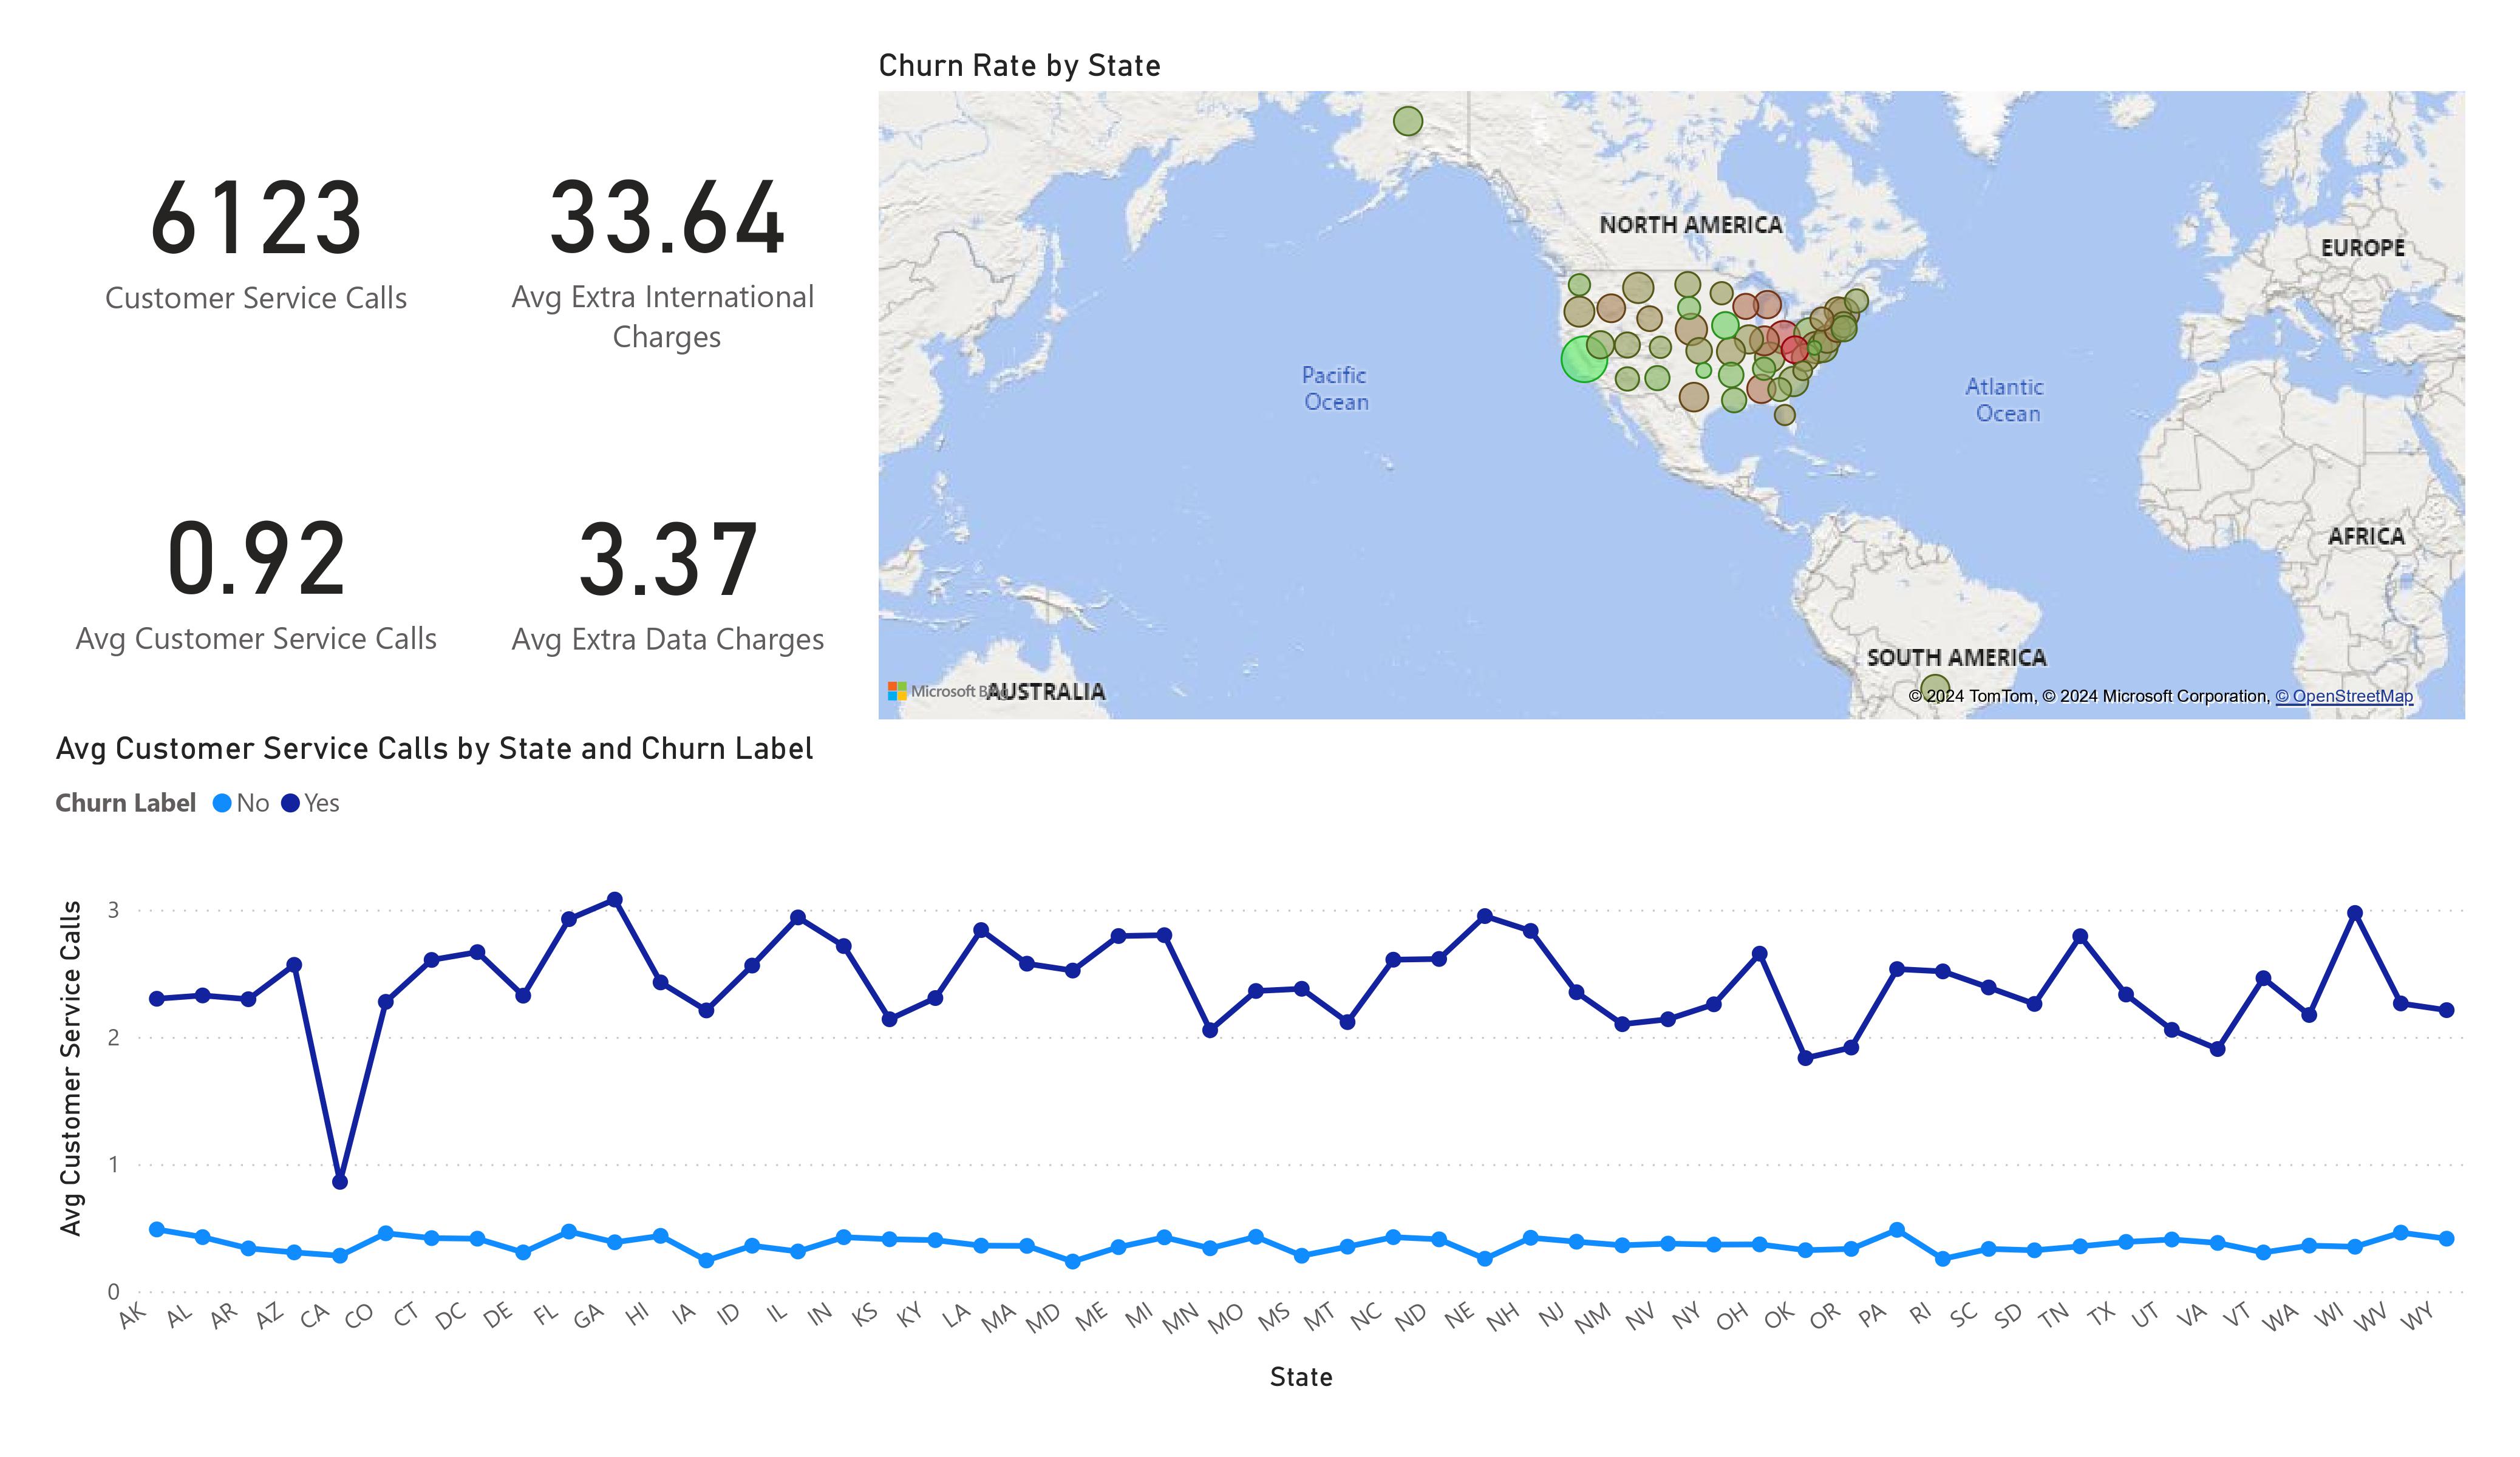 Churn Rate by State
6123
Customer Service Calls
33.64
Avg Extra International
Charges
0.92
Avg Customer Service Calls
3.37
Avg Extra Data Charges
NORTH AMERICA
EUROPE
Pacific
Ocean
Atlantic
Ocean
AFRICA
SOUTH AMERICA
AUSTRALIA
Microsoft Bing
© 2024 TomTom, © 2024 Microsoft Corporation, © OpenStreetMap
Avg Customer Service Calls by State and Churn Label
Churn Label No Yes
Avg Customer Service Calls
3
2
1
0
AK AL AR AZ CA CO CT DC DE FL GA HI IA ID IL IN KS KY LA MA MD ME MI MN MO MS MT NC ND NE NH NJ NM NV NY OH OK OR PA RI SC SD TN TX UT VA VT WA WI WV WY
State